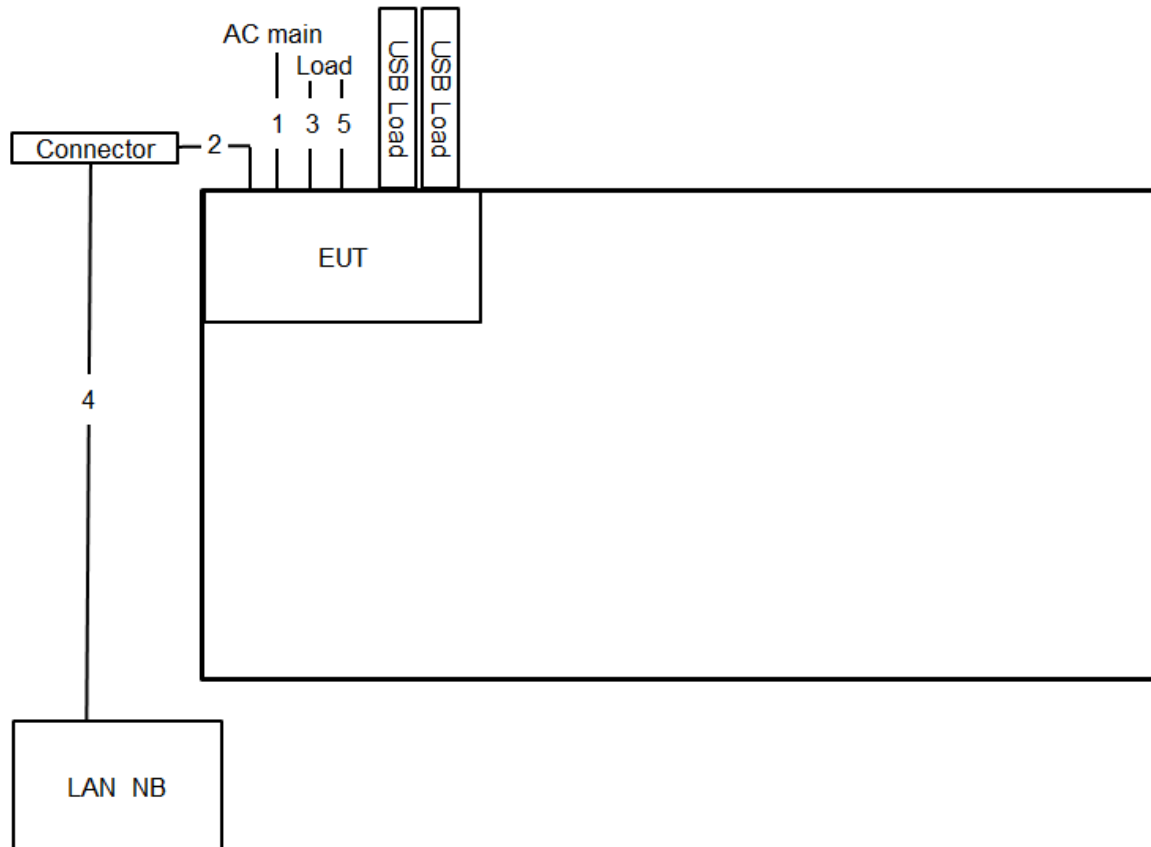 AC main
Load
USB Load
USB Load
1
3
5
Connector
2
EUT
4
LAN NB